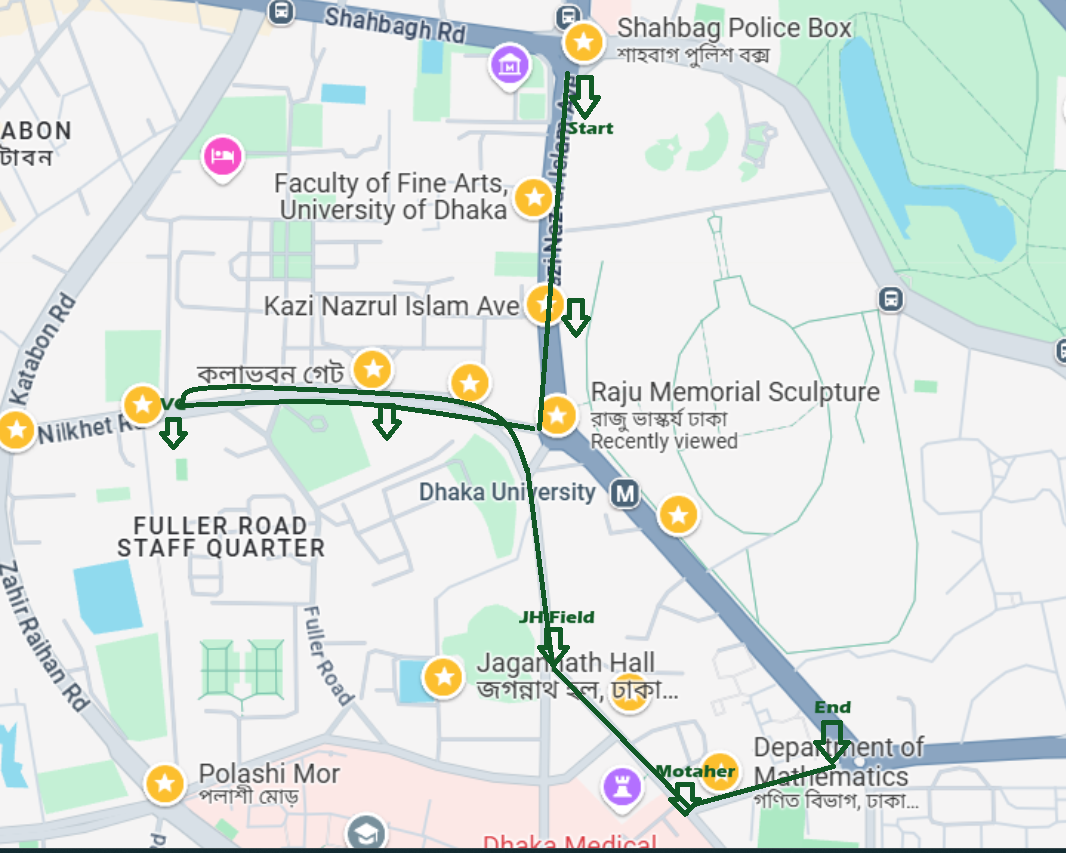 Shahbagh Rd
Shahbag Police Box
শাহবাগ পুলিশ বক্স
Start
ABON
টাবন
Faculty of Fine Arts,
University of Dhaka
Nazrul Islam Ave
Kazi Nazrul Islam Ave
Katabon Rd
কলাভবন গেট
Nilkhet
Raju Memorial Sculpture
রাজু ভাস্কর্য ঢাকা
Recently viewed
Dhaka University
M
FULLER ROAD
STAFF QUARTER
Zahir Raihan Rd
Fuller Road
JH Field
Jagannath Hall
জগন্নাথ হল, ঢাকা...
End
Department of
Mathematics
গণিত বিভাগ, ঢাকা...
Motaher
Polashi Mor
পলাশী মোড়
Dhaka Medical